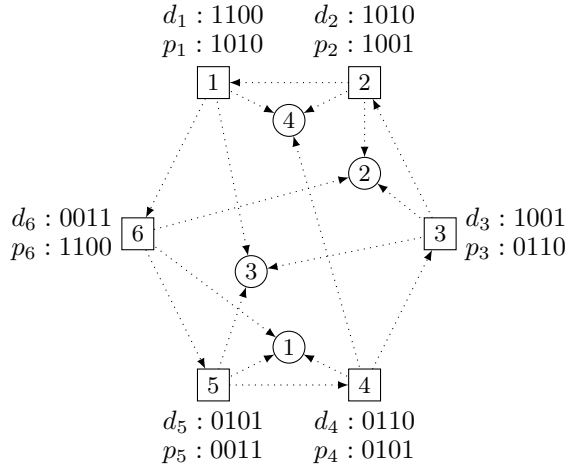 d₁ : 1100 d₂ : 1010
p₁ : 1010 p₂ : 1001
1 2
4
2
d₆ : 0011 6 3 d₃ : 1001
p₆ : 1100 p₃ : 0110
3
1
5 4
d₅ : 0101 d₄ : 0110
p₅ : 0011 p₄ : 0101